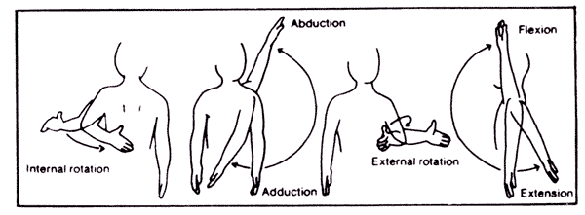 Abduction
Flexion
Internal rotation
Adduction
External rotation
Extension